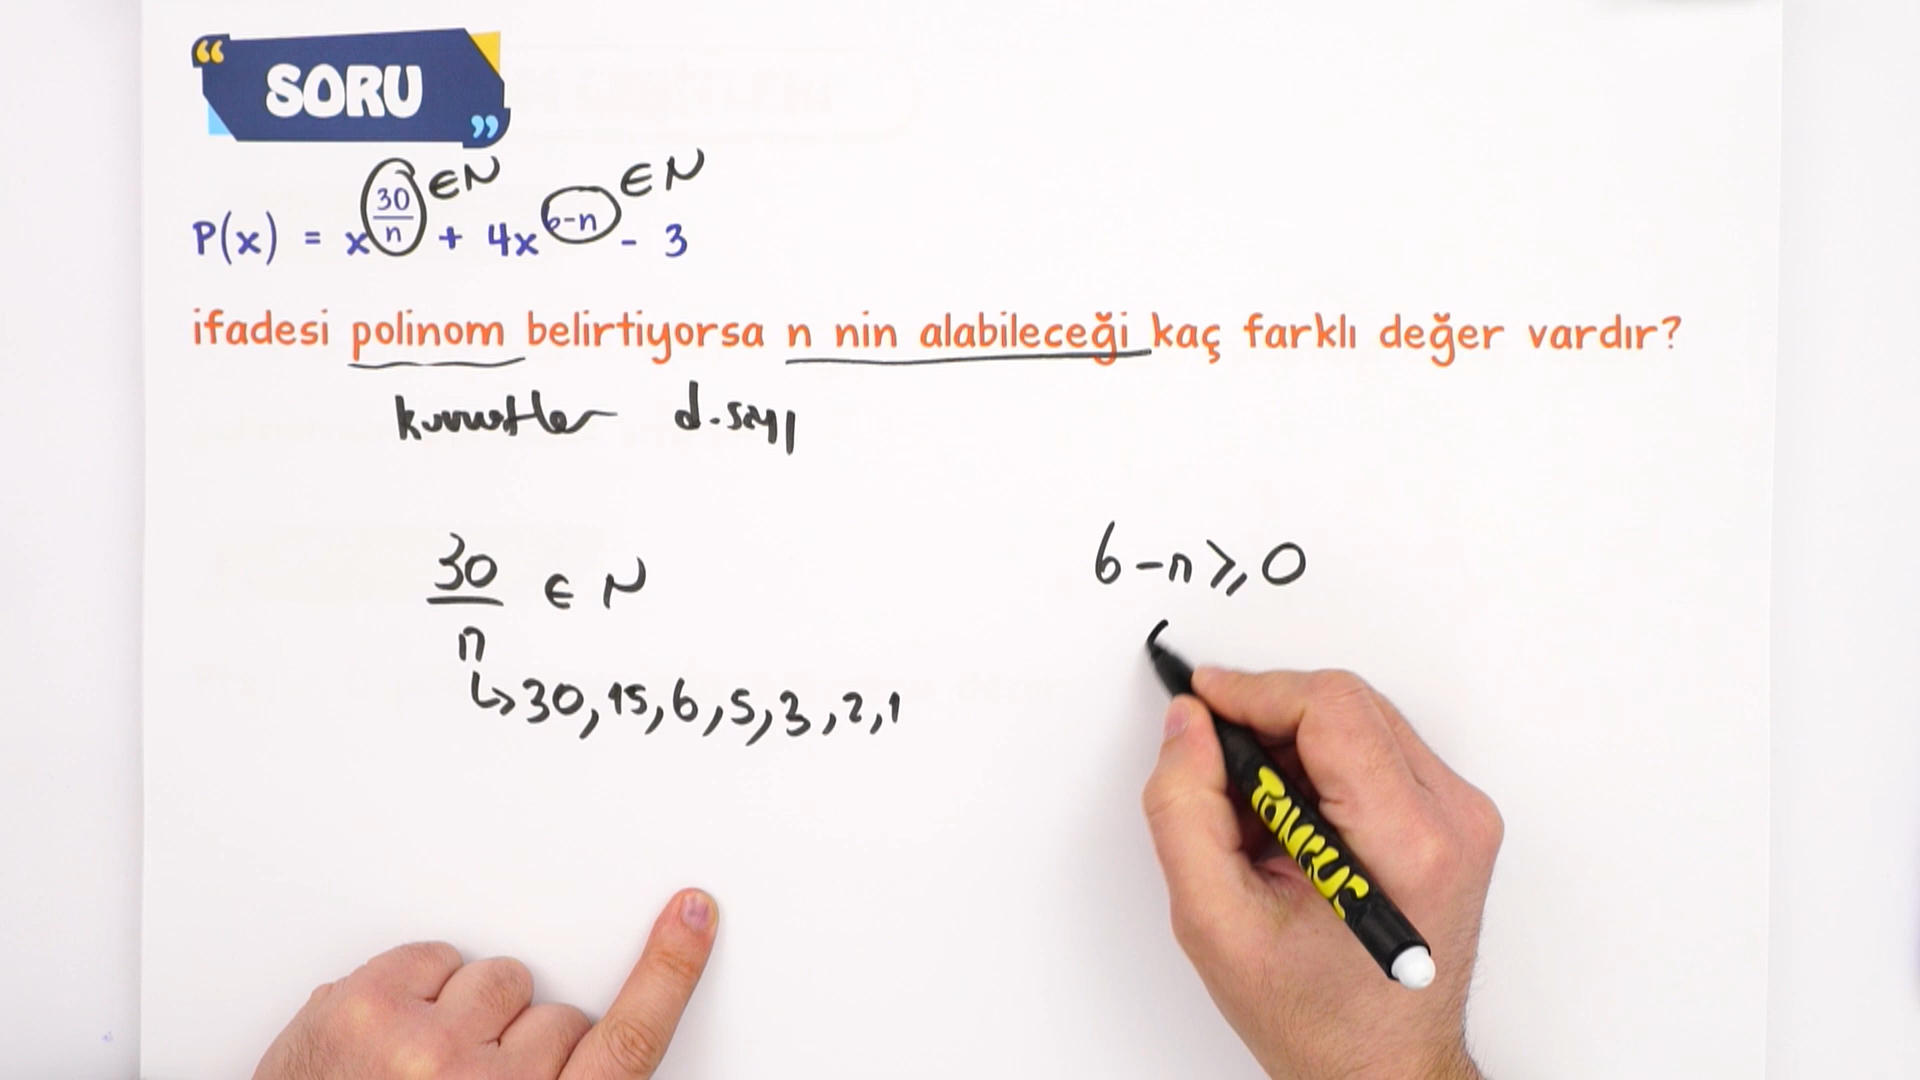 “ SORU ”
P(x) = x^(30/n) ∈N + 4x^(6-n) ∈N - 3
ifadesi polinom belirtiyorsa n nin alabileceği kaç farklı değer vardır?
kuvvetler d.sayı
30/n ∈ N
↳ 30, 15, 6, 5, 3, 2, 1
6-n ≥ 0